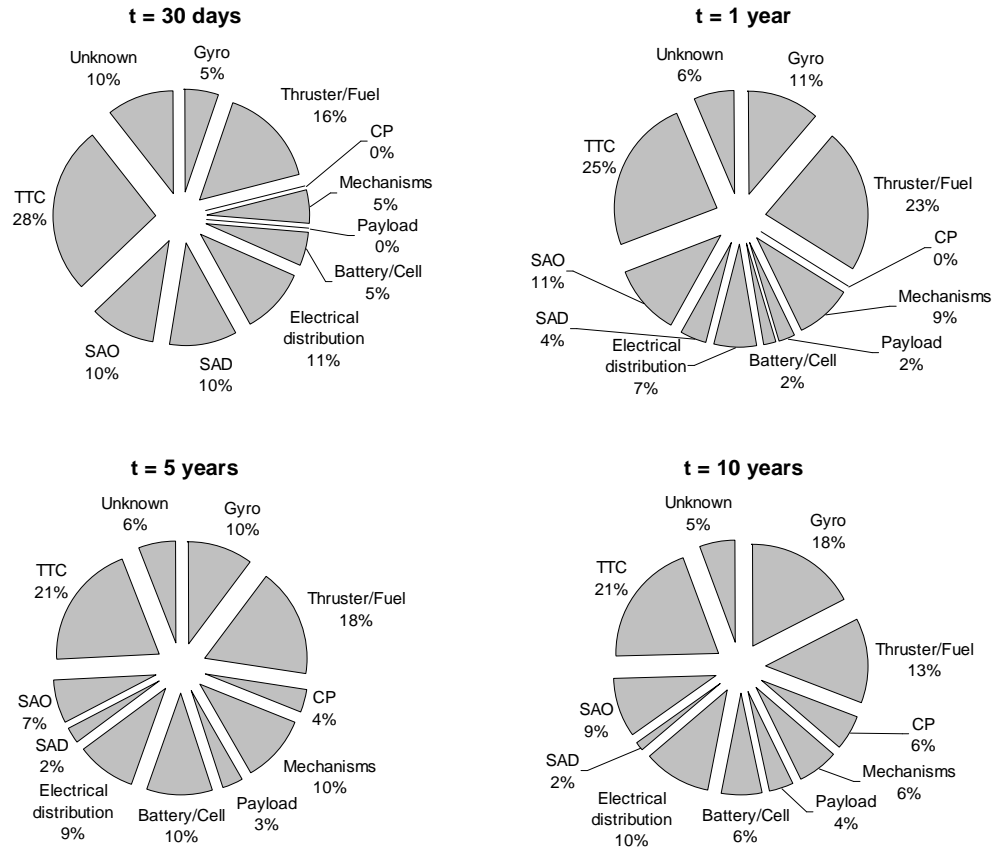 t = 30 days
Unknown
10%
Gyro
5%
Thruster/Fuel
16%
CP
0%
Mechanisms
5%
Payload
0%
Battery/Cell
5%
Electrical
distribution
11%
SAD
10%
SAO
10%
TTC
28%
t = 1 year
Unknown
6%
Gyro
11%
Thruster/Fuel
23%
CP
0%
Mechanisms
9%
Payload
2%
Battery/Cell
2%
Electrical
distribution
7%
SAD
4%
SAO
11%
TTC
25%
t = 5 years
Unknown
6%
Gyro
10%
Thruster/Fuel
18%
CP
4%
Mechanisms
10%
Payload
3%
Battery/Cell
10%
Electrical
distribution
9%
SAD
2%
SAO
7%
TTC
21%
t = 10 years
Unknown
5%
Gyro
18%
Thruster/Fuel
13%
CP
6%
Mechanisms
6%
Payload
4%
Battery/Cell
6%
Electrical
distribution
10%
SAD
2%
SAO
9%
TTC
21%